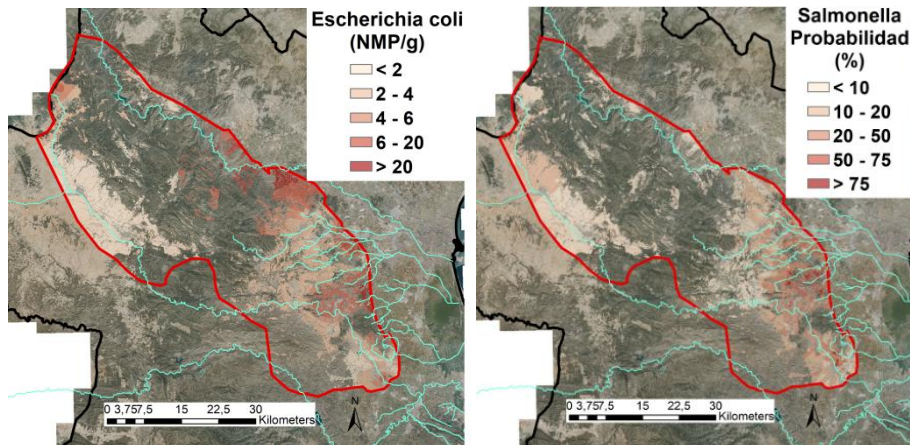 Escherichia coli
(NMP/g)
< 2
2 - 4
4 - 6
6 - 20
> 20
N
0 3,757,5 15 22,5 30
Kilometers
Salmonella
Probabilidad
(%)
< 10
10 - 20
20 - 50
50 - 75
> 75
N
0 3,757,5 15 22,5 30
Kilometers